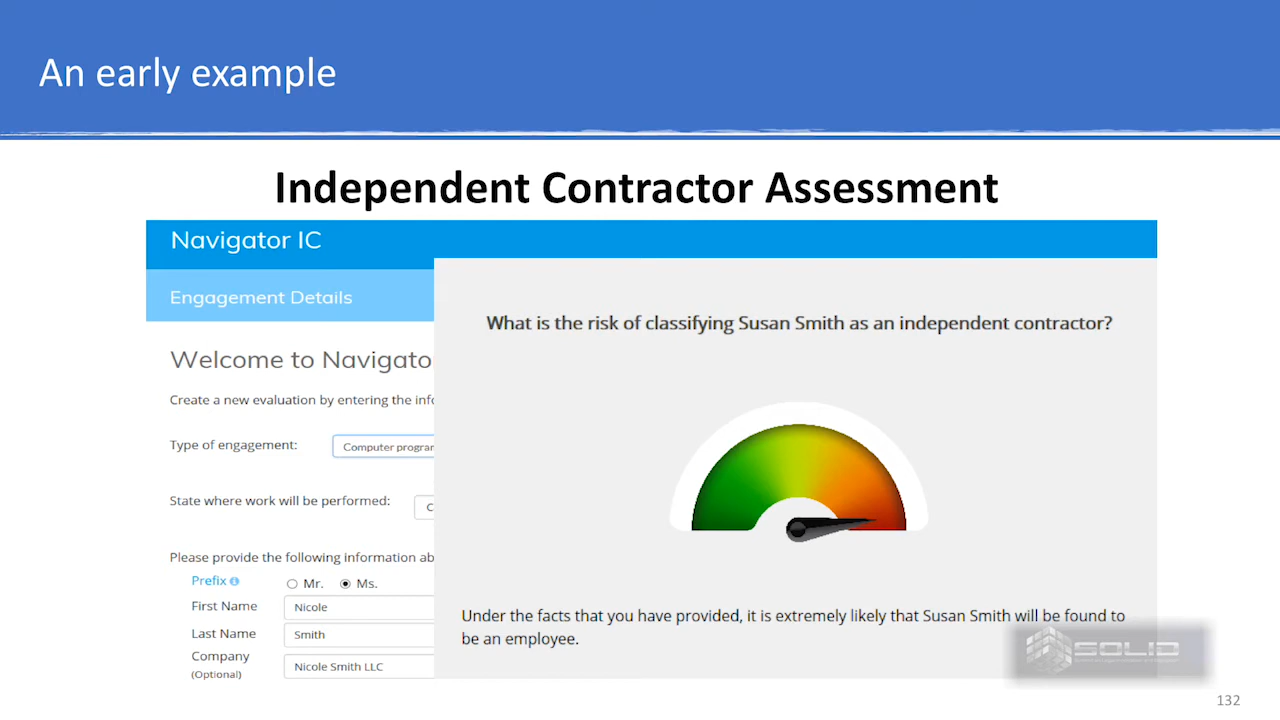 An early example
Independent Contractor Assessment
Navigator IC
Engagement Details
What is the risk of classifying Susan Smith as an independent contractor?
Welcome to Navigato
Create a new evaluation by entering the info
Type of engagement:
Computer program
State where work will be performed:
C
Please provide the following information ab
Prefix
Mr.
Ms.
First Name
Nicole
Last Name
Smith
Company
(Optional)
Nicole Smith LLC
Under the facts that you have provided, it is extremely likely that Susan Smith will be found to
be an employee.
SOLID
132